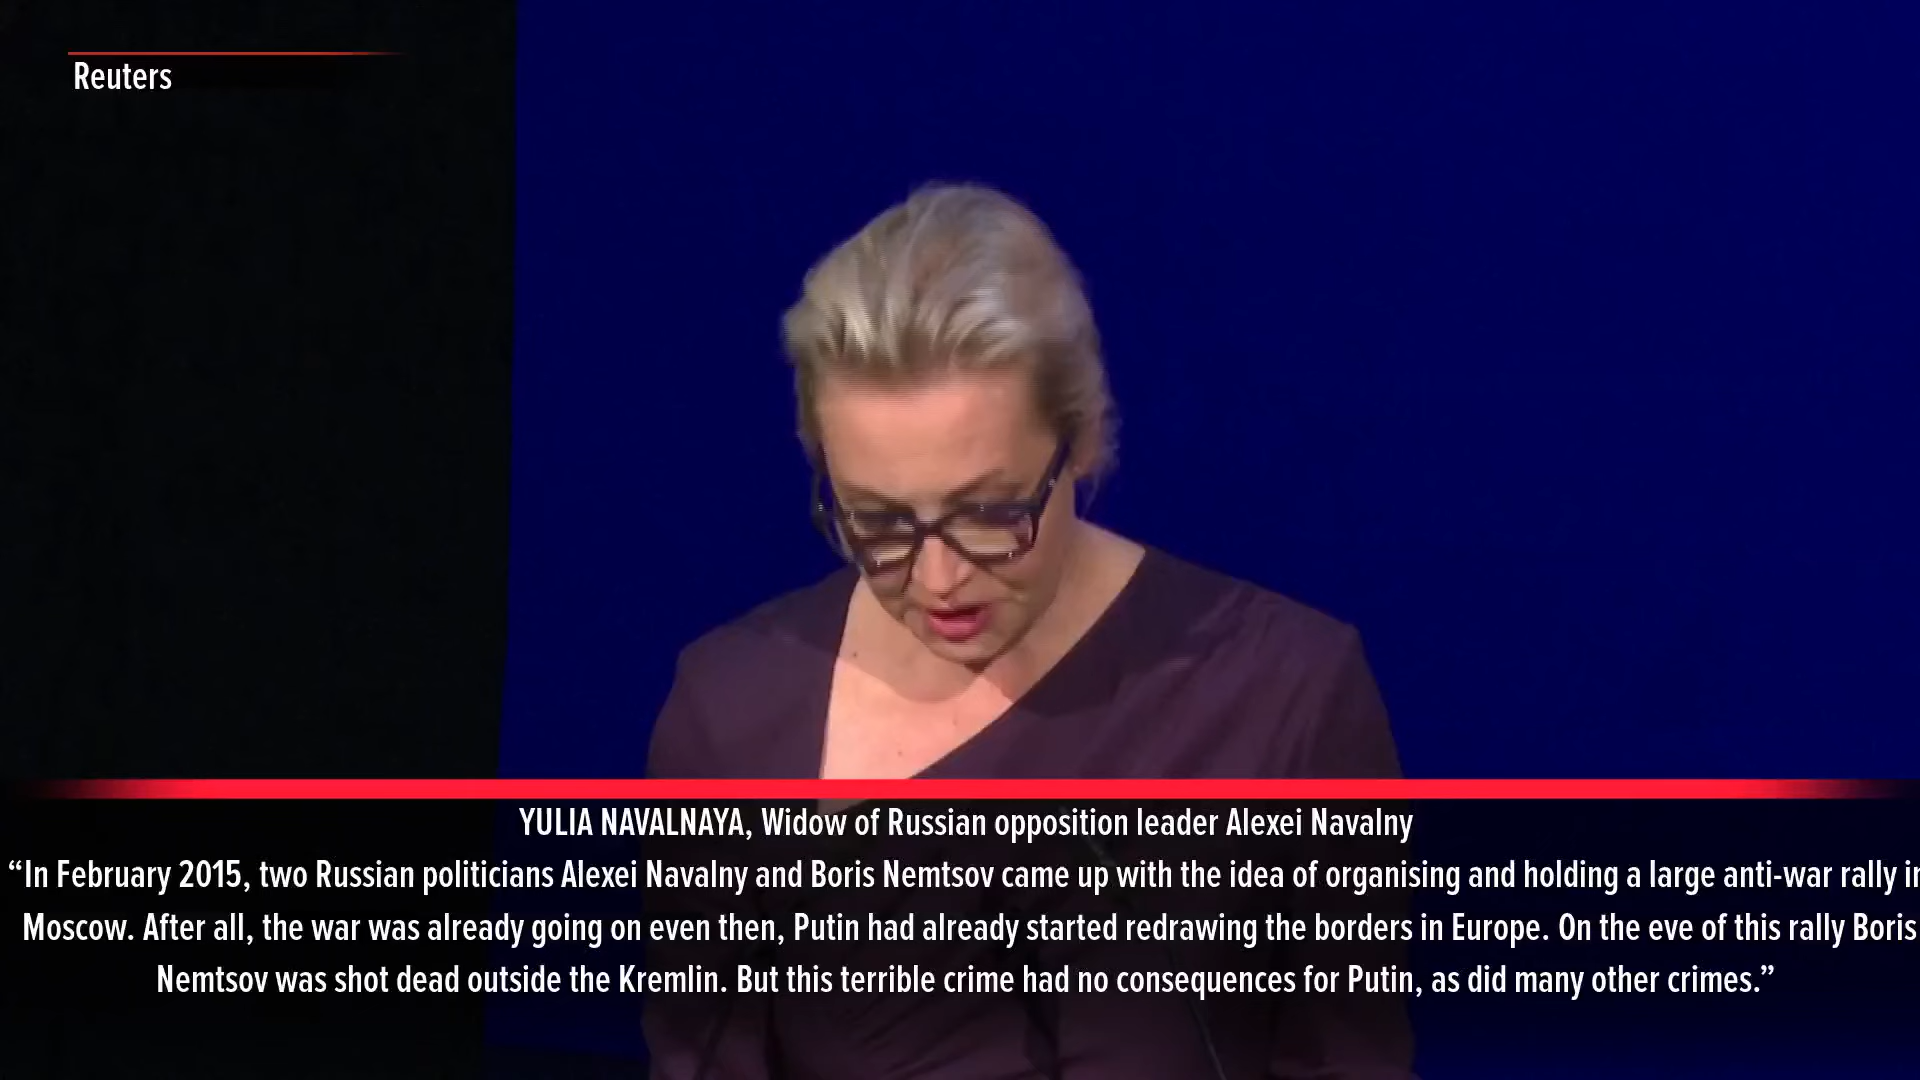 Reuters
YULIA NAVALNAYA, Widow of Russian opposition leader Alexei Navalny
“In February 2015, two Russian politicians Alexei Navalny and Boris Nemtsov came up with the idea of organising and holding a large anti-war rally in
Moscow. After all, the war was already going on even then, Putin had already started redrawing the borders in Europe. On the eve of this rally Boris
Nemtsov was shot dead outside the Kremlin. But this terrible crime had no consequences for Putin, as did many other crimes.”